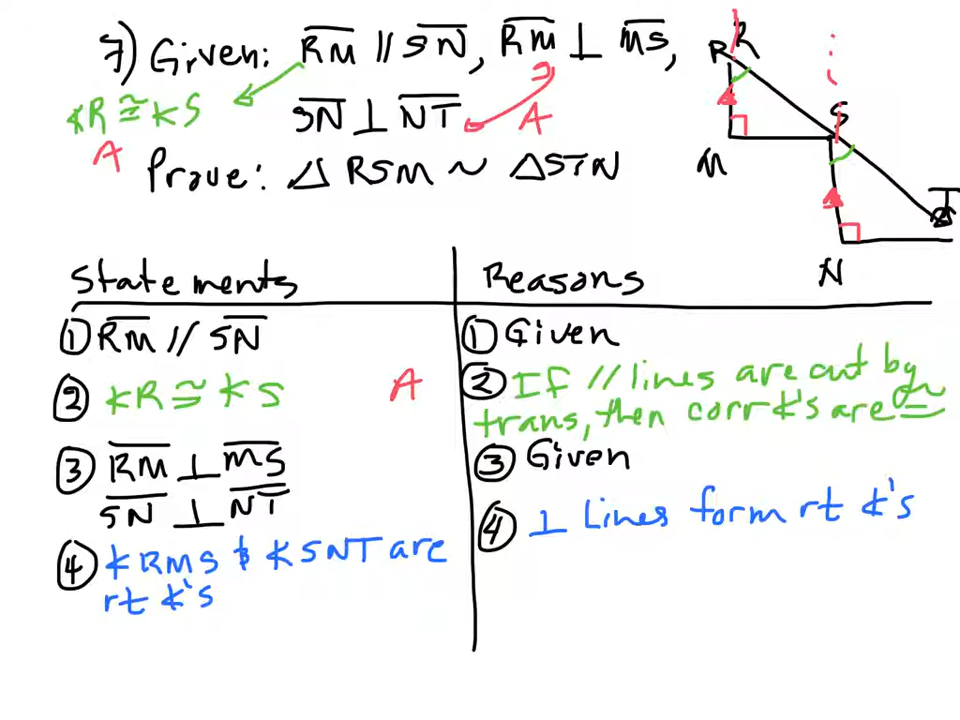 7) Given: RM // SN, RM ⊥ MS,
SN ⊥ NT
∠R ≅ ∠S
A
A
Prove: △ RSM ~ △STN
R R
S
M
T
N
Statements
Reasons
① RM // SN
① Given
② ∠R ≅ ∠S A
② If // lines are cut by
trans, then corr ∠'s are ≅
③ RM ⊥ MS
SN ⊥ NT
③ Given
④ ∠RMS & ∠SNT are
rt ∠'s
④ ⊥ Lines form rt ∠'s